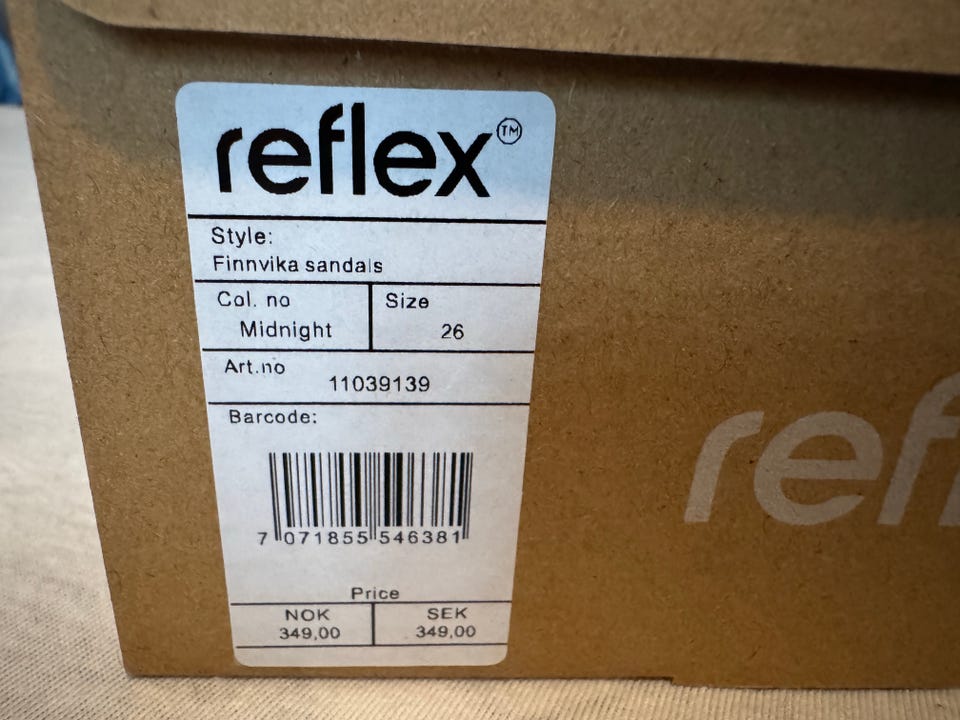 reflex™
Style:
Finnvika sandals
Col. no
Midnight
Size
26
Art.no
11039139
Barcode:
7 071855 546381
Price
NOK
349,00
SEK
349,00
ref